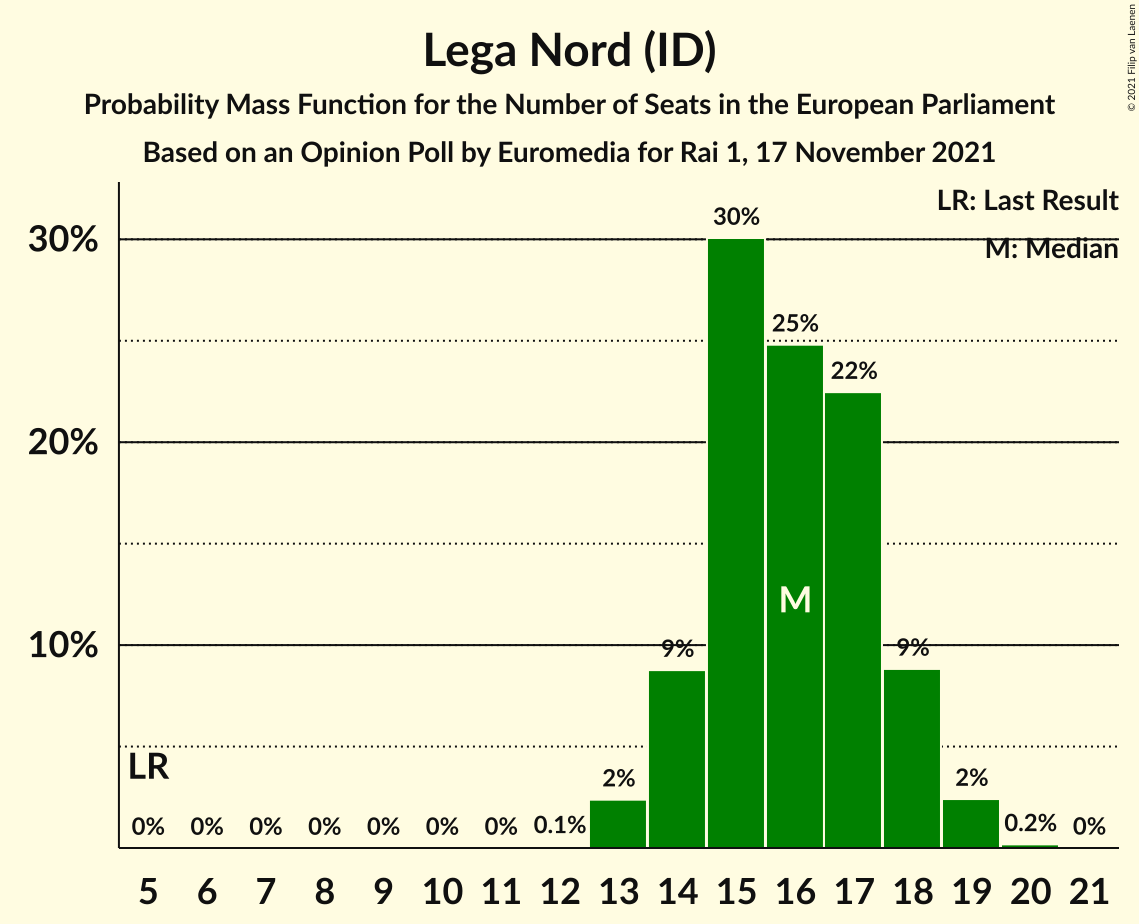 Lega Nord (ID)
Probability Mass Function for the Number of Seats in the European Parliament
Based on an Opinion Poll by Euromedia for Rai 1, 17 November 2021
© 2021 Filip van Laenen
LR: Last Result
M: Median
30%
20%
10%
30%
25%
22%
9%
9%
2%
2%
0% 0% 0% 0% 0% 0% 0% 0.1% 0.2% 0%
M
LR
5 6 7 8 9 10 11 12 13 14 15 16 17 18 19 20 21